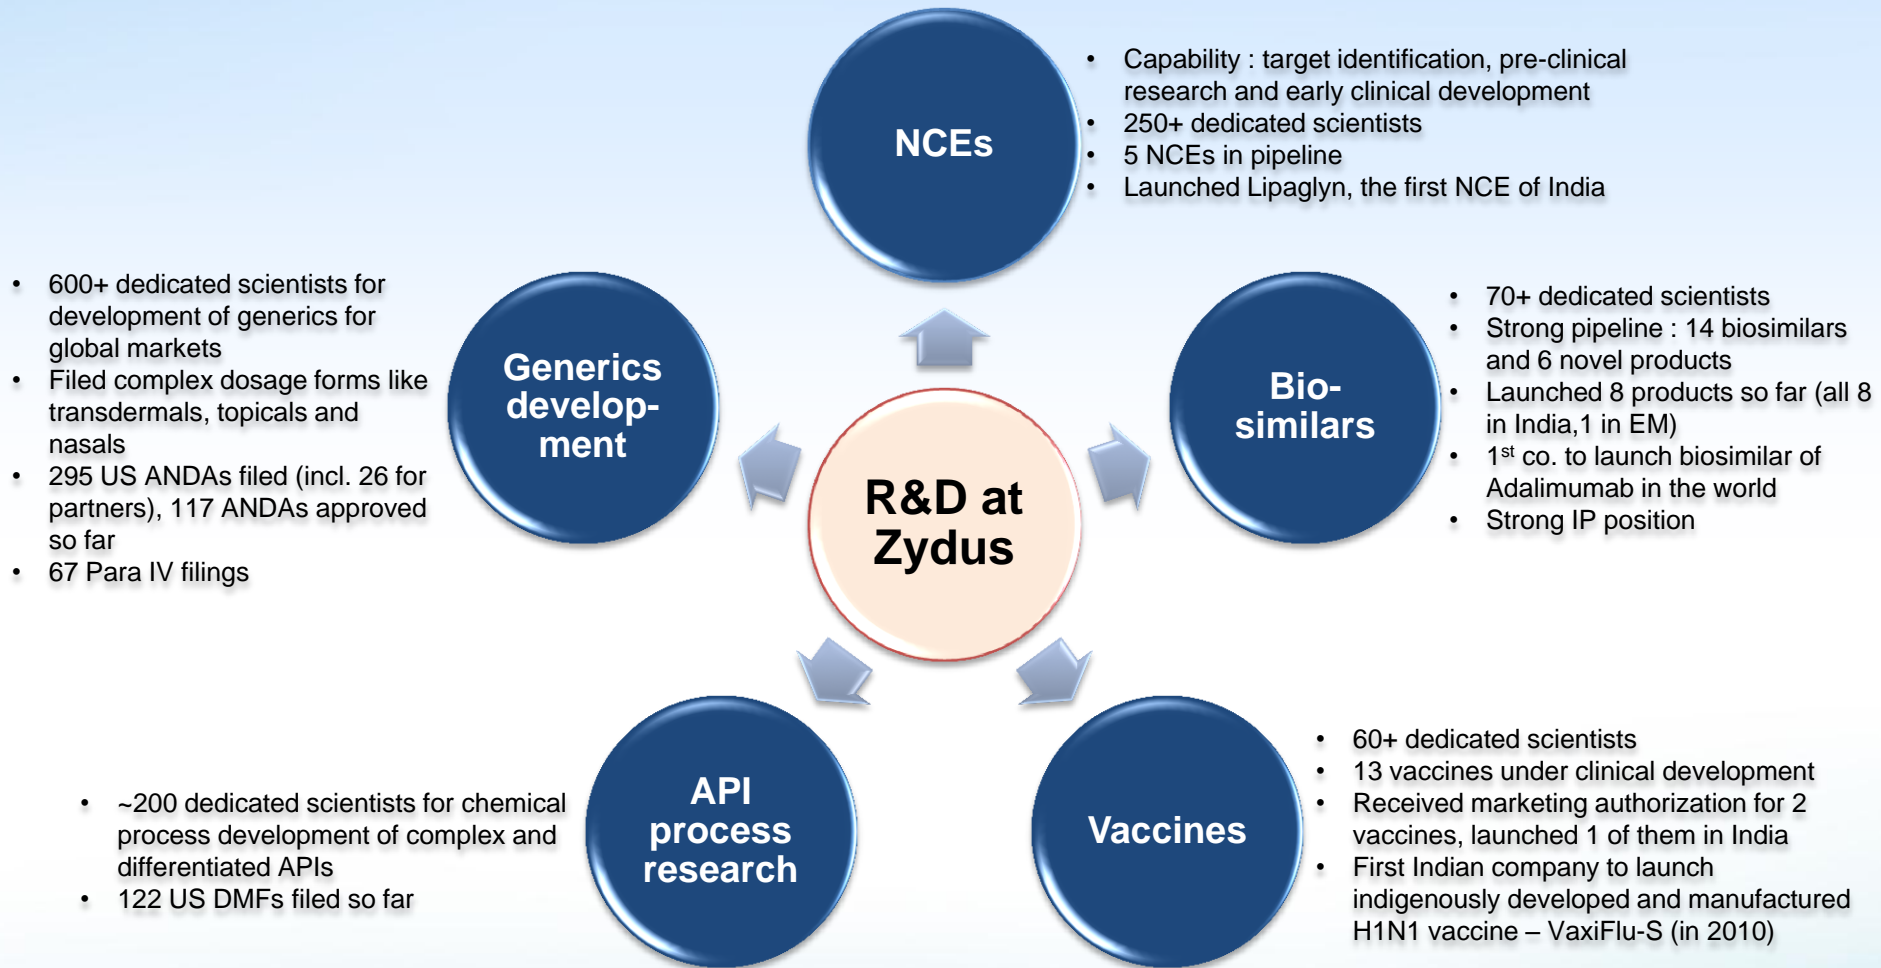 NCEs
• Capability : target identification, pre-clinical
research and early clinical development
• 250+ dedicated scientists
• 5 NCEs in pipeline
• Launched Lipaglyn, the first NCE of India
• 600+ dedicated scientists for
development of generics for
global markets
• Filed complex dosage forms like
transdermals, topicals and
nasals
• 295 US ANDAs filed (incl. 26 for
partners), 117 ANDAs approved
so far
• 67 Para IV filings
Generics
develop-
ment
R&D at
Zydus
Bio-
similars
• 70+ dedicated scientists
• Strong pipeline : 14 biosimilars
and 6 novel products
• Launched 8 products so far (all 8
in India,1 in EM)
• 1st co. to launch biosimilar of
Adalimumab in the world
• Strong IP position
• ~200 dedicated scientists for chemical
process development of complex and
differentiated APIs
• 122 US DMFs filed so far
API
process
research
Vaccines
• 60+ dedicated scientists
• 13 vaccines under clinical development
• Received marketing authorization for 2
vaccines, launched 1 of them in India
• First Indian company to launch
indigenously developed and manufactured
H1N1 vaccine – VaxiFlu-S (in 2010)